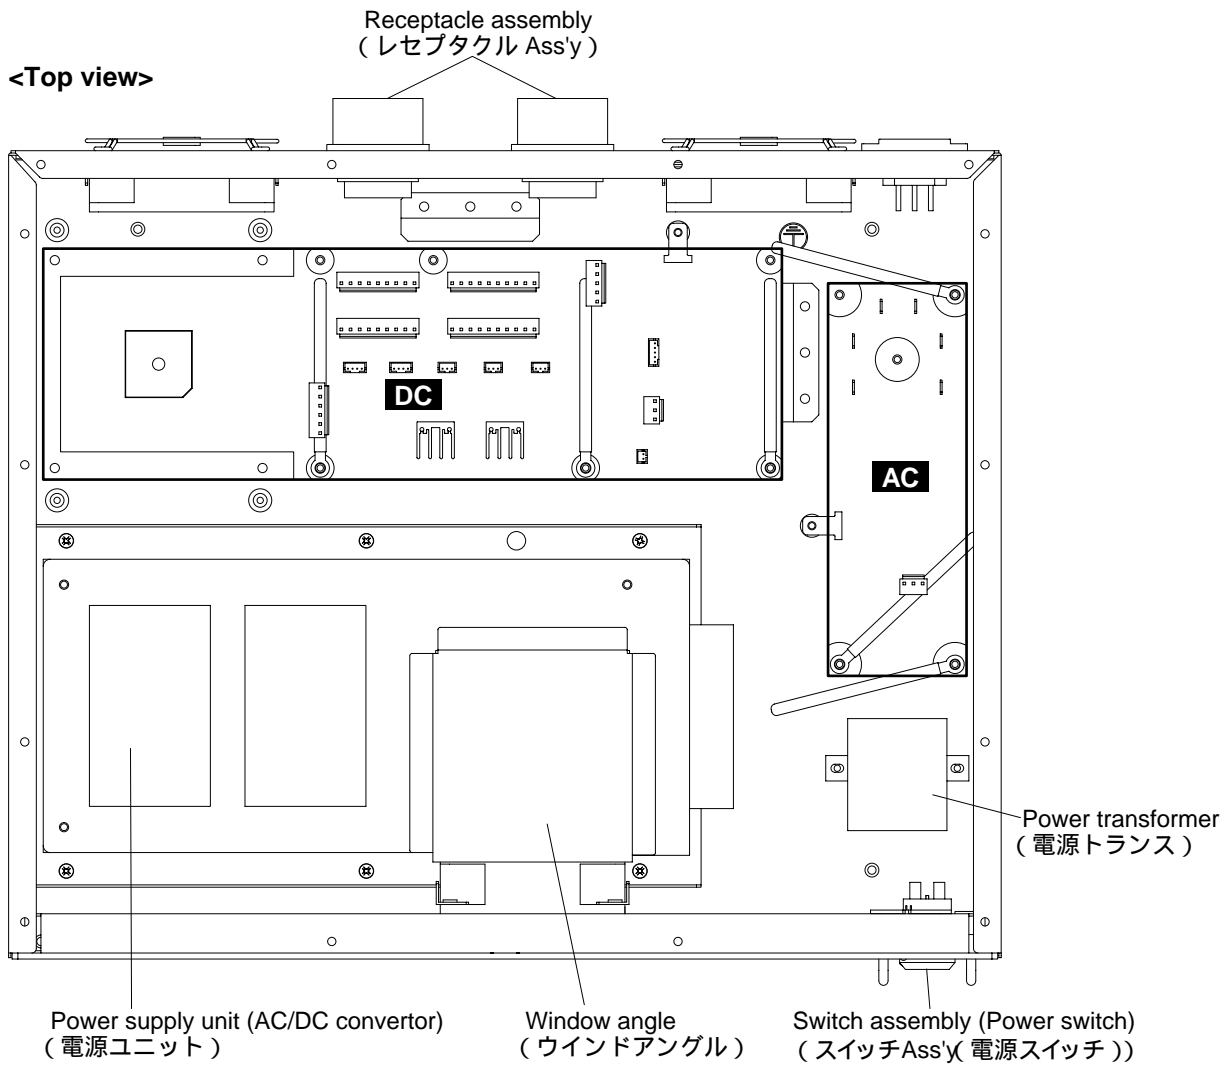 Receptacle assembly
（レセプタクル Ass'y）
<Top view>
DC
AC
Power transformer
（電源トランス）
Power supply unit (AC/DC convertor)
（電源ユニット）
Window angle
（ウインドアングル）
Switch assembly (Power switch)
（スイッチAss'y(電源スイッチ)）